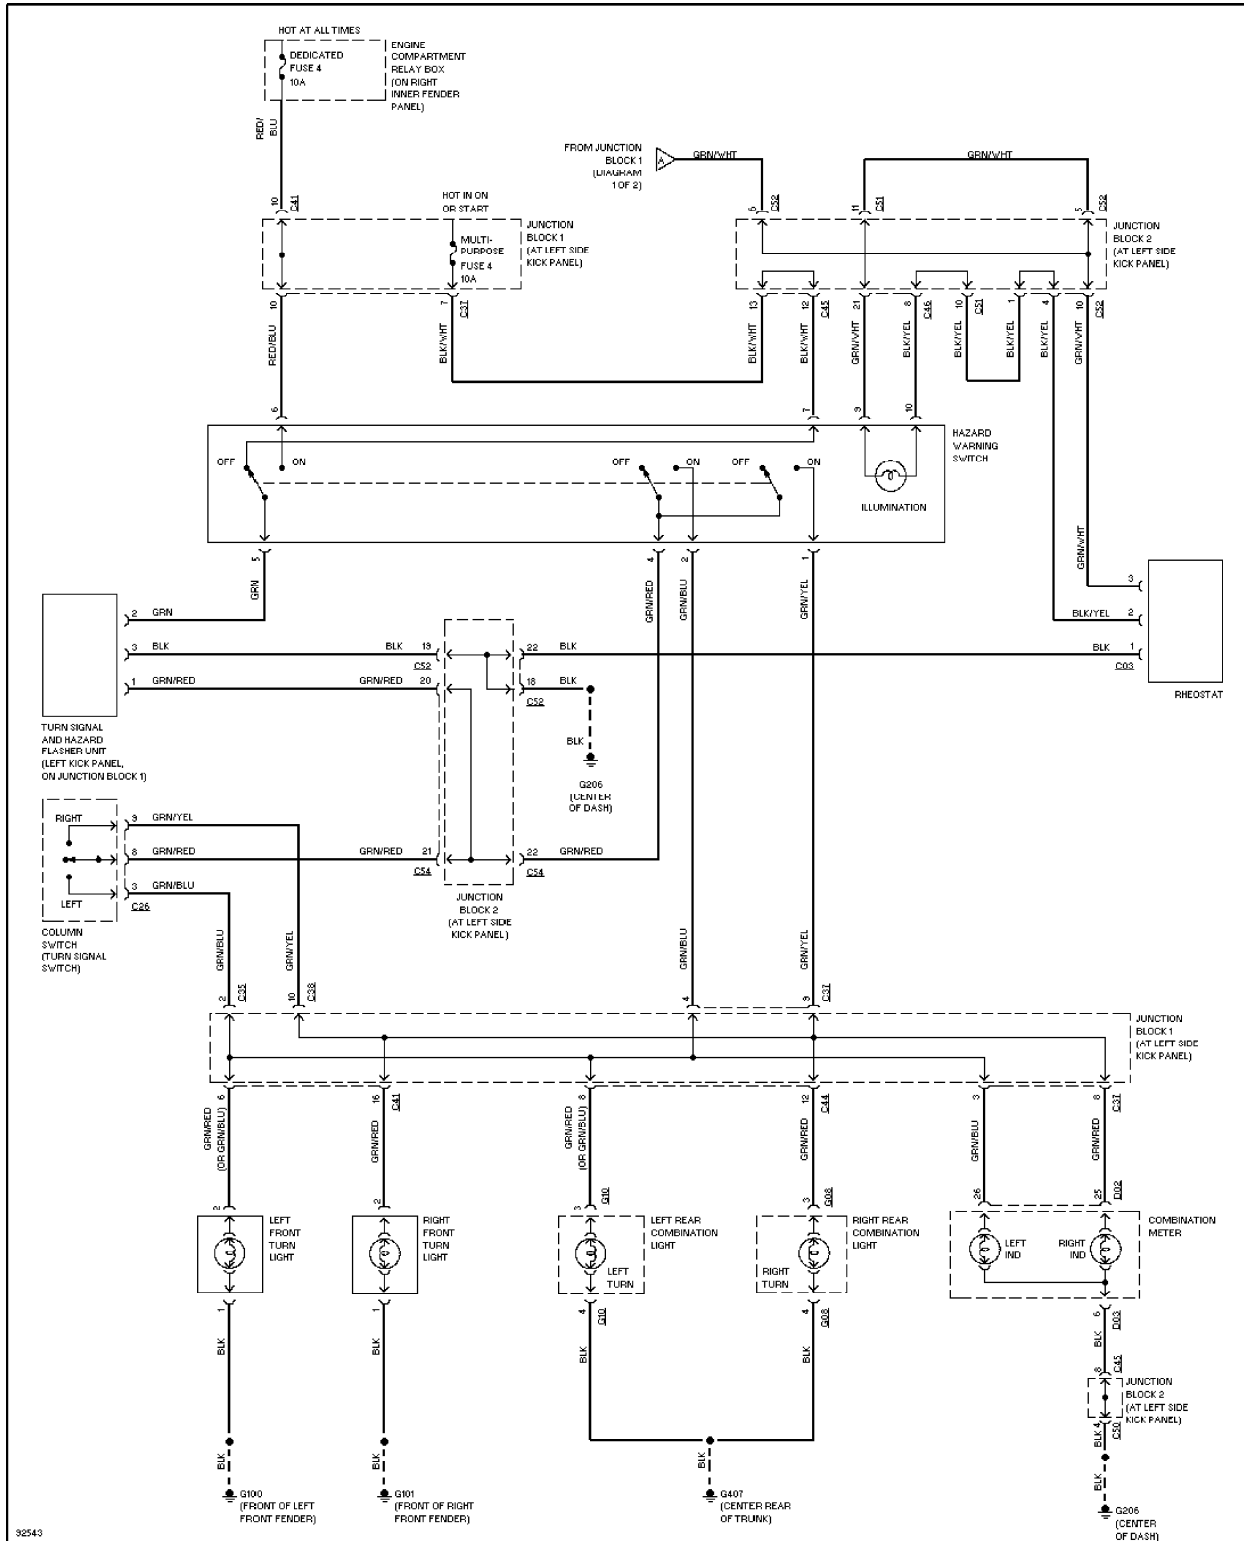 HOT AT ALL TIMES
DEDICATED
FUSE 4
10A
ENGINE
COMPARTMENT
RELAY BOX
(ON RIGHT
INNER FENDER
PANEL)
RED/
BLU
10
C41
FROM JUNCTION
BLOCK 1
(DIAGRAM
1 OF 2)
A
GRN/WHT
GRN/WHT
HOT IN ON
OR START
6
C52
11
C51
5
C52
MULTI-
PURPOSE
FUSE 4
10A
JUNCTION
BLOCK 1
(AT LEFT SIDE
KICK PANEL)
JUNCTION
BLOCK 2
(AT LEFT SIDE
KICK PANEL)
10
7
C37
13
12
C45
21
8
C46
10
C51
1
4
10
C52
RED/BLU
BLK/WHT
BLK/WHT
BLK/WHT
GRN/WHT
BLK/YEL
BLK/YEL
BLK/YEL
BLK/YEL
GRN/WHT
6
7
9
10
HAZARD
WARNING
SWITCH
OFF
ON
OFF
ON
OFF
ON
ILLUMINATION
5
4
2
1
GRN
GRN/RED
GRN/BLU
GRN/YEL
GRN/WHT
3
2
GRN
BLK/YEL
2
3
BLK
BLK
19
C52
22
BLK
BLK
1
C03
1
GRN/RED
GRN/RED
20
18
BLK
C52
RHEOSTAT
BLK
G206
(CENTER
OF DASH)
TURN SIGNAL
AND HAZARD
FLASHER UNIT
(LEFT KICK PANEL,
ON JUNCTION BLOCK 1)
RIGHT
9
GRN/YEL
8
GRN/RED
GRN/RED
21
C54
22
GRN/RED
C54
3
GRN/BLU
LEFT
C26
JUNCTION
BLOCK 2
(AT LEFT SIDE
KICK PANEL)
COLUMN
SWITCH
(TURN SIGNAL
SWITCH)
GRN/BLU
GRN/YEL
GRN/BLU
GRN/YEL
2
C35
10
C38
4
9
C37
JUNCTION
BLOCK 1
(AT LEFT SIDE
KICK PANEL)
6
16
C41
8
12
C44
3
8
C37
GRN/RED
(OR GRN/BLU)
GRN/RED
GRN/RED
(OR GRN/BLU)
GRN/RED
GRN/BLU
GRN/RED
2
2
3
G10
3
G08
26
25
D02
LEFT
FRONT
TURN
LIGHT
RIGHT
FRONT
TURN
LIGHT
LEFT REAR
COMBINATION
LIGHT
LEFT
TURN
RIGHT REAR
COMBINATION
LIGHT
RIGHT
TURN
LEFT
IND
RIGHT
IND
COMBINATION
METER
1
1
4
G10
4
G08
6
D03
BLK
BLK
BLK
BLK
BLK
8
C45
JUNCTION
BLOCK 2
(AT LEFT SIDE
KICK PANEL)
4
C50
BLK
BLK
BLK
BLK
BLK
G100
(FRONT OF LEFT
FRONT FENDER)
G101
(FRONT OF RIGHT
FRONT FENDER)
G407
(CENTER REAR
OF TRUNK)
G206
(CENTER
OF DASH)
92543